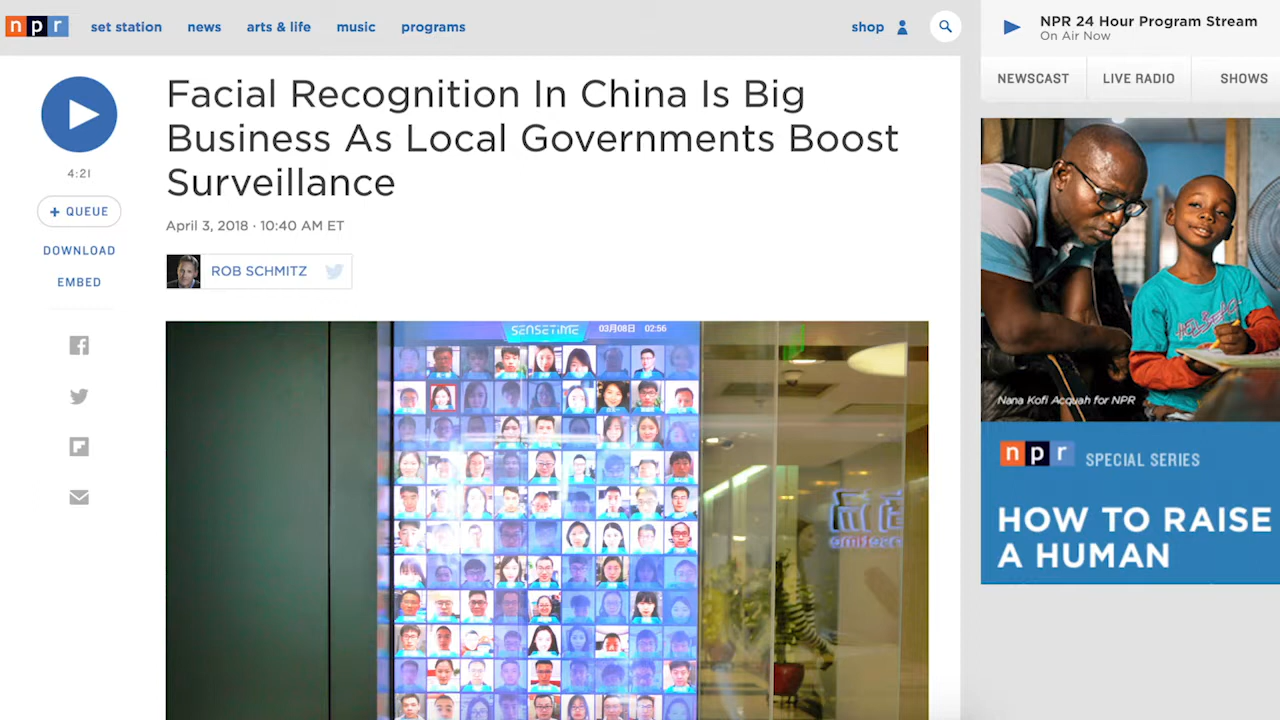 npr
set station
news
arts & life
music
programs
shop
NPR 24 Hour Program Stream
On Air Now
NEWSCAST
LIVE RADIO
SHOWS
Facial Recognition In China Is Big
Business As Local Governments Boost
Surveillance
4:21
+ QUEUE
DOWNLOAD
EMBED
April 3, 2018 · 10:40 AM ET
ROB SCHMITZ
SENSETIME
03月08日 02:56
Nana Kofi Acquah for NPR
npr SPECIAL SERIES
HOW TO RAISE
A HUMAN